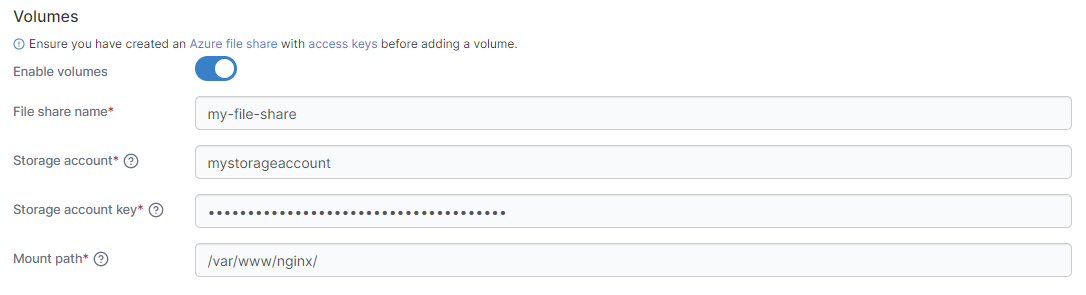 Volumes
Ensure you have created an Azure file share with access keys before adding a volume.
Enable volumes
File share name*
my-file-share
Storage account*
mystorageaccount
Storage account key*
••••••••••••••••••••••••••••••••••••••
Mount path*
/var/www/nginx/